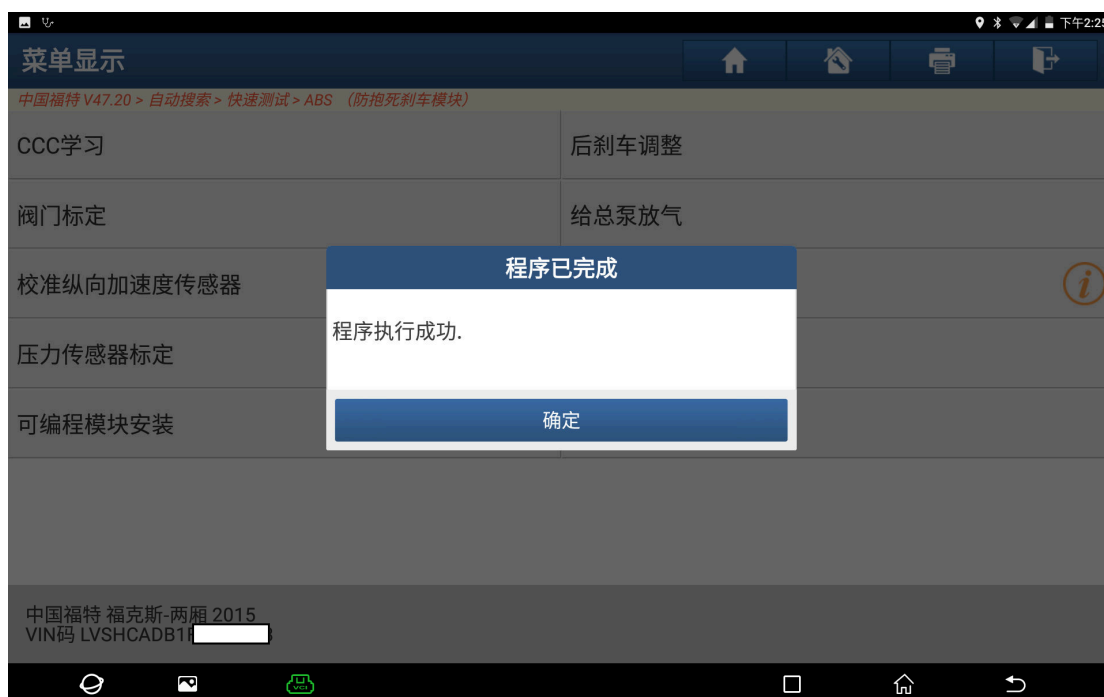 下午2:25
菜单显示
中国福特 V47.20 > 自动搜索 > 快速测试 > ABS （防抱死刹车模块）
CCC学习
后刹车调整
阀门标定
给总泵放气
校准纵向加速度传感器
压力传感器标定
可编程模块安装
程序已完成
程序执行成功.
确定
中国福特 福克斯-两厢 2015
VIN码 LVSHCADB1
VCI